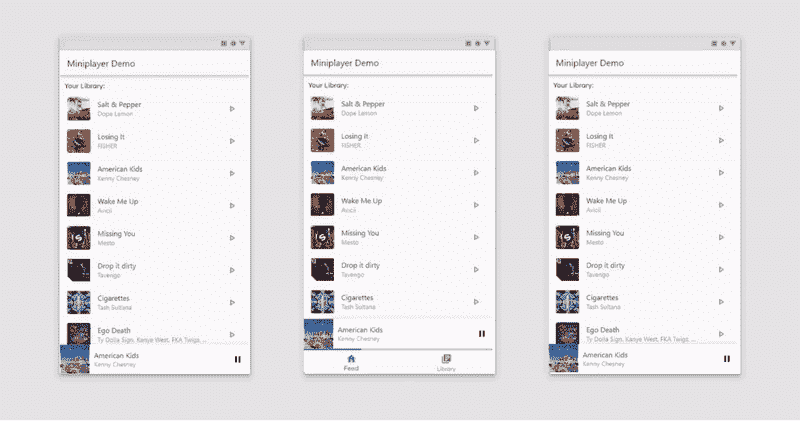 Miniplayer Demo
Your Library:
Salt & Pepper
Dope Lemon
Losing It
FISHER
American Kids
Kenny Chesney
Wake Me Up
Avicii
Missing You
Mesto
Drop it dirty
Tavengo
Cigarettes
Tash Sultana
Ego Death
Ty Dolla Sign, Kanye West, FKA Twigs, ...
American Kids
Kenny Chesney
Miniplayer Demo
Your Library:
Salt & Pepper
Dope Lemon
Losing It
FISHER
American Kids
Kenny Chesney
Wake Me Up
Avicii
Missing You
Mesto
Drop it dirty
Tavengo
Cigarettes
Tash Sultana
American Kids
Kenny Chesney
Feed
Library
Miniplayer Demo
Your Library:
Salt & Pepper
Dope Lemon
Losing It
FISHER
American Kids
Kenny Chesney
Wake Me Up
Avicii
Missing You
Mesto
Drop it dirty
Tavengo
Cigarettes
Tash Sultana
Ego Death
Ty Dolla Sign, Kanye West, FKA Twigs, ...
American Kids
Kenny Chesney